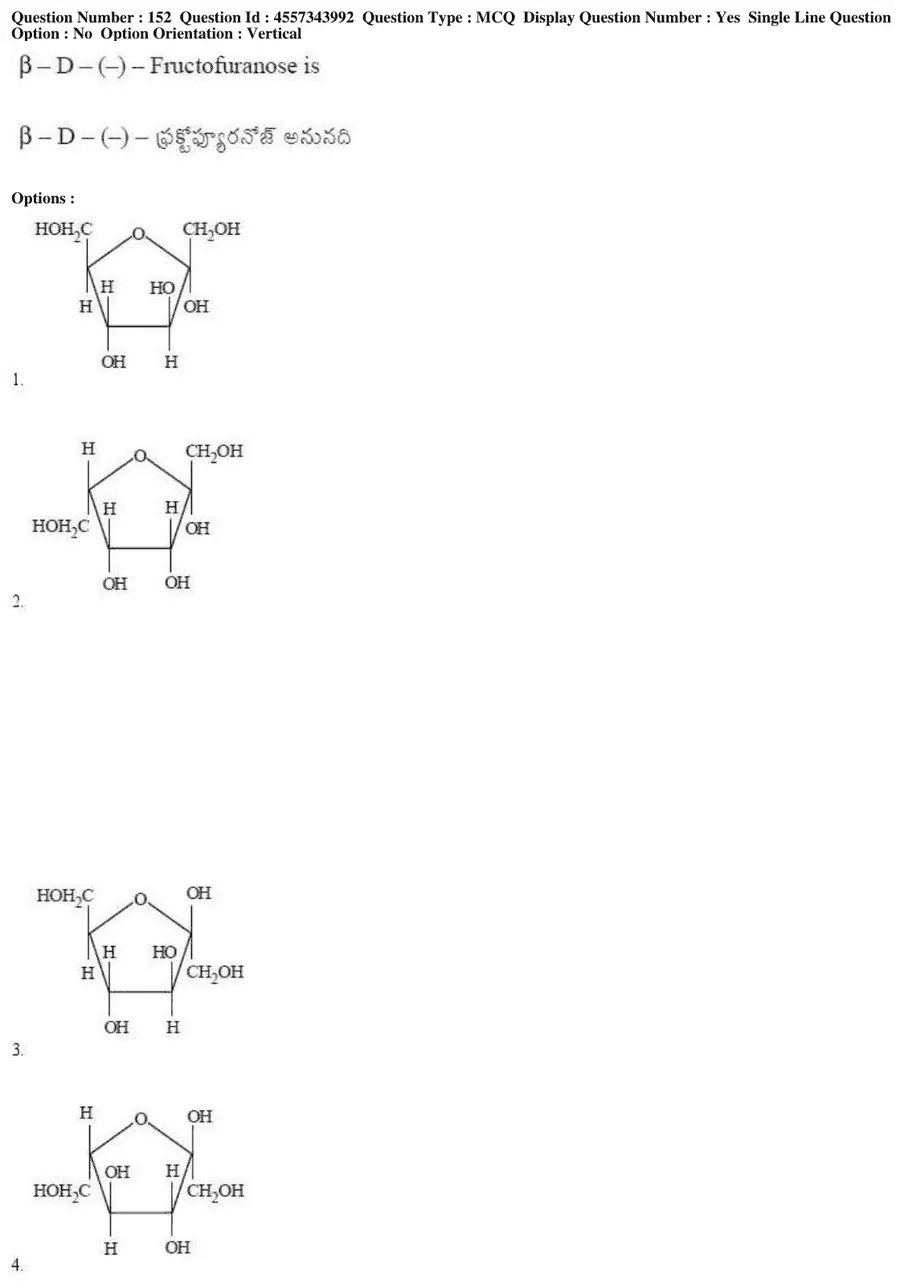 Question Number : 152 Question Id : 4557343992 Question Type : MCQ Display Question Number : Yes Single Line Question
Option : No Option Orientation : Vertical
β – D – (–) – Fructofuranose is
β – D – (–) – ఫ్రక్టోఫ్యూరనోజ్ అనునది
Options :
HOH₂C O CH₂OH
H HO
H OH
OH H
1.
H O CH₂OH
H H
HOH₂C OH
OH OH
2.
HOH₂C O OH
H HO
H CH₂OH
OH H
3.
H O OH
OH H
HOH₂C CH₂OH
H OH
4.